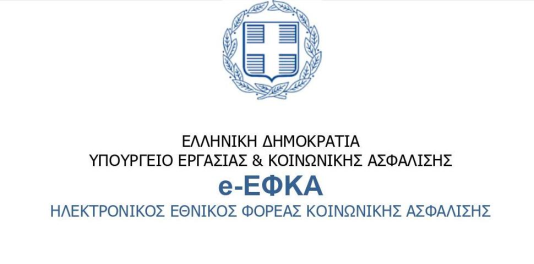 ΕΛΛΗΝΙΚΗ ΔΗΜΟΚΡΑΤΙΑ
ΥΠΟΥΡΓΕΙΟ ΕΡΓΑΣΙΑΣ & ΚΟΙΝΩΝΙΚΗΣ ΑΣΦΑΛΙΣΗΣ
e-ΕΦΚΑ
ΗΛΕΚΤΡΟΝΙΚΟΣ ΕΘΝΙΚΟΣ ΦΟΡΕΑΣ ΚΟΙΝΩΝΙΚΗΣ ΑΣΦΑΛΙΣΗΣ